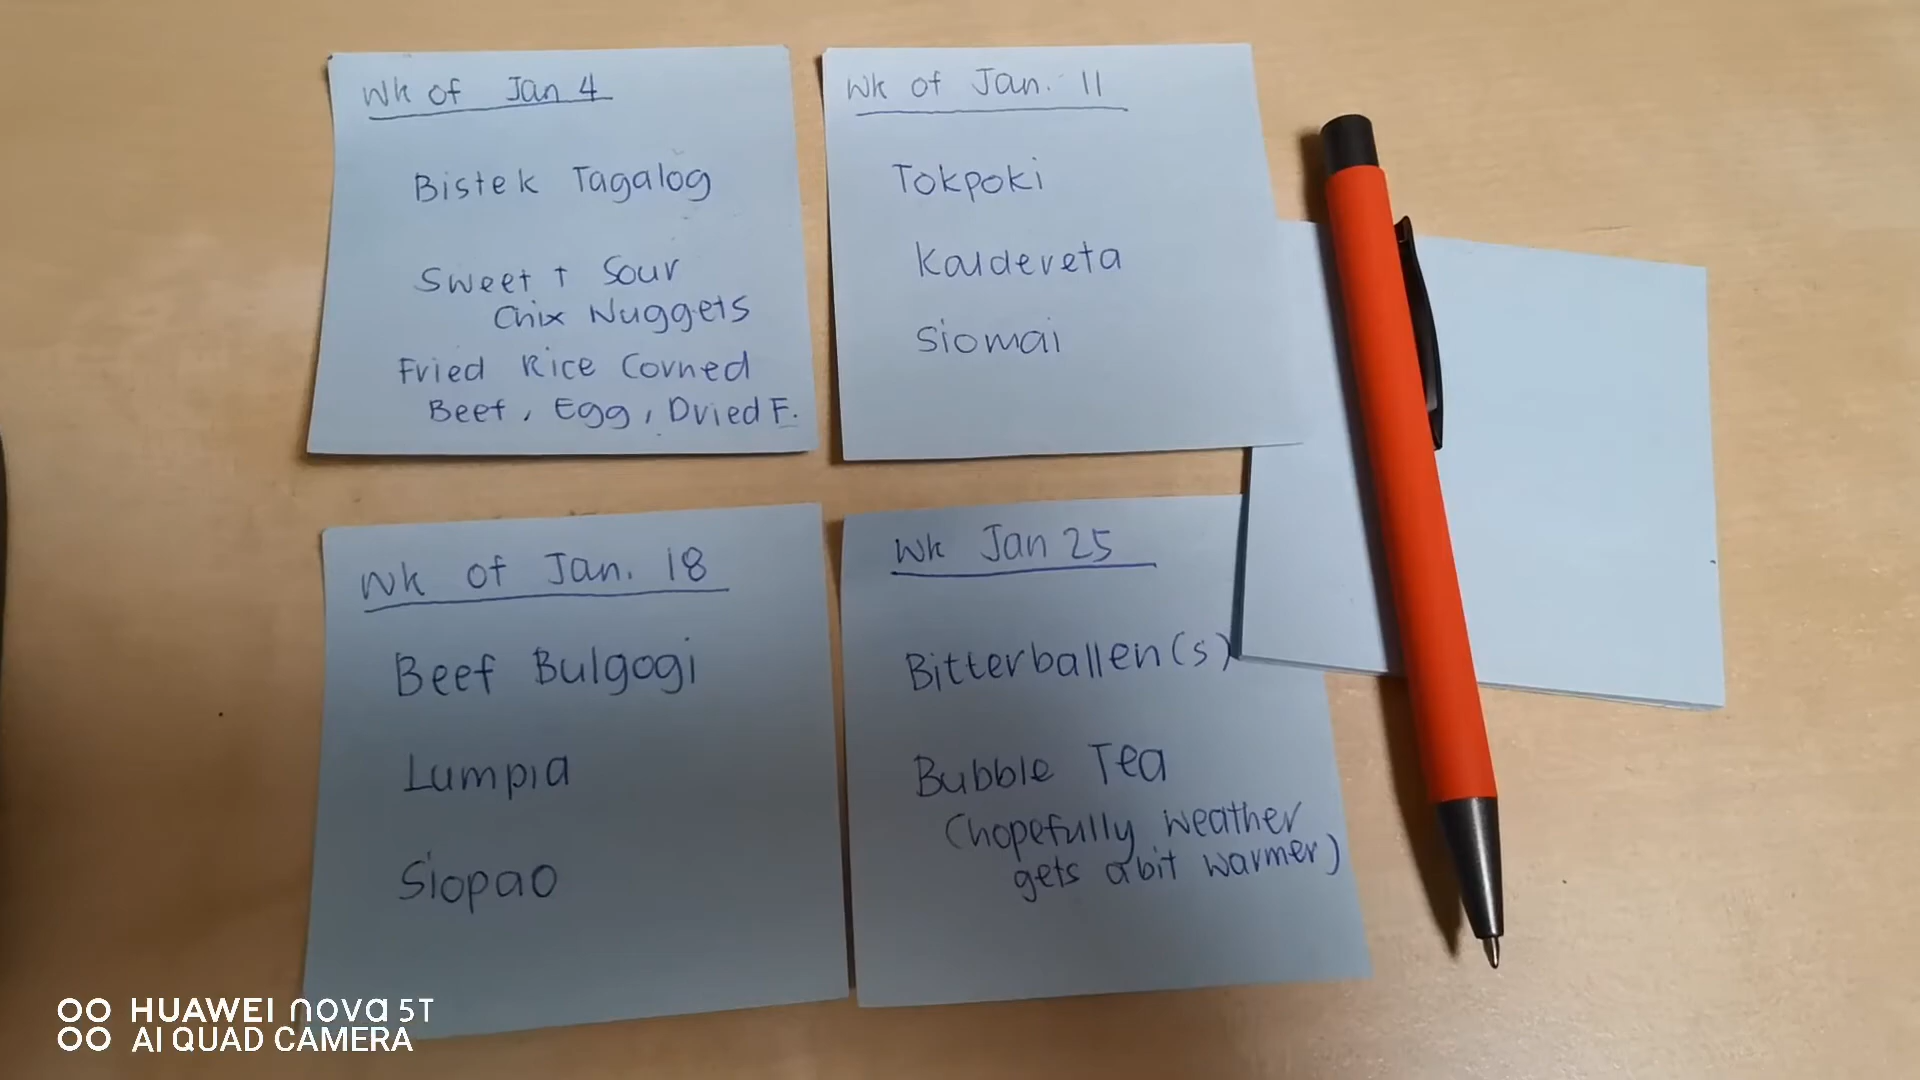 Wk of Jan 4
Bistek Tagalog
Sweet + Sour
Chix Nuggets
Fried Rice Corned
Beef, Egg, Dried F.
Wk of Jan. 11
Tokpoki
Kaldereta
Siomai
Wk of Jan. 18
Beef Bulgogi
Lumpia
Siopao
Wk Jan 25
Bitterballen(s)
Bubble Tea
(hopefully weather
gets a bit warmer)
HUAWEI nova 5T
AI QUAD CAMERA